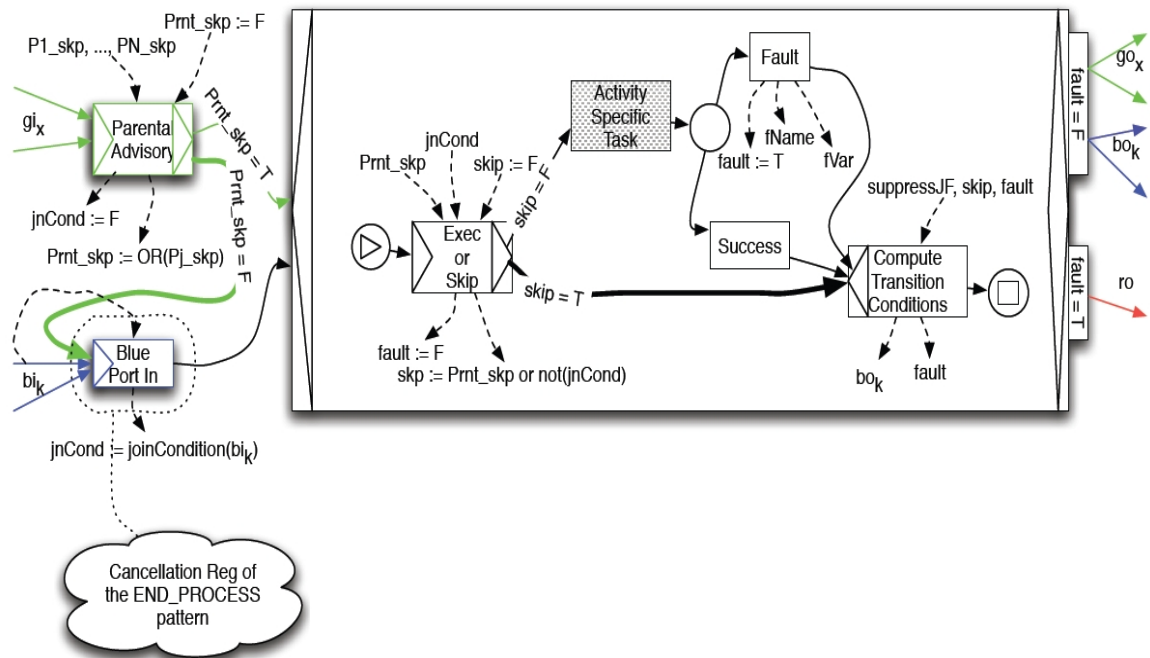 Prnt_skp := F
P1_skp, ..., PN_skp
gi x
Parental
Advisory
Prnt_skp = T
Prnt_skp = F
jnCond := F
Prnt_skp := OR(Pj_skp)
bi k
Blue
Port In
jnCond := joinCondition(bi k)
Cancellation Reg of
the END_PROCESS
pattern
jnCond
Prnt_skp
skip := F
Exec
or
Skip
skip = F
skip = T
fault := F
skp := Prnt_skp or not(jnCond)
Activity
Specific
Task
Fault
fault := T
fName
fVar
Success
suppressJF, skip, fault
Compute
Transition
Conditions
bo k
fault
fault = F
go x
bo k
fault = T
ro